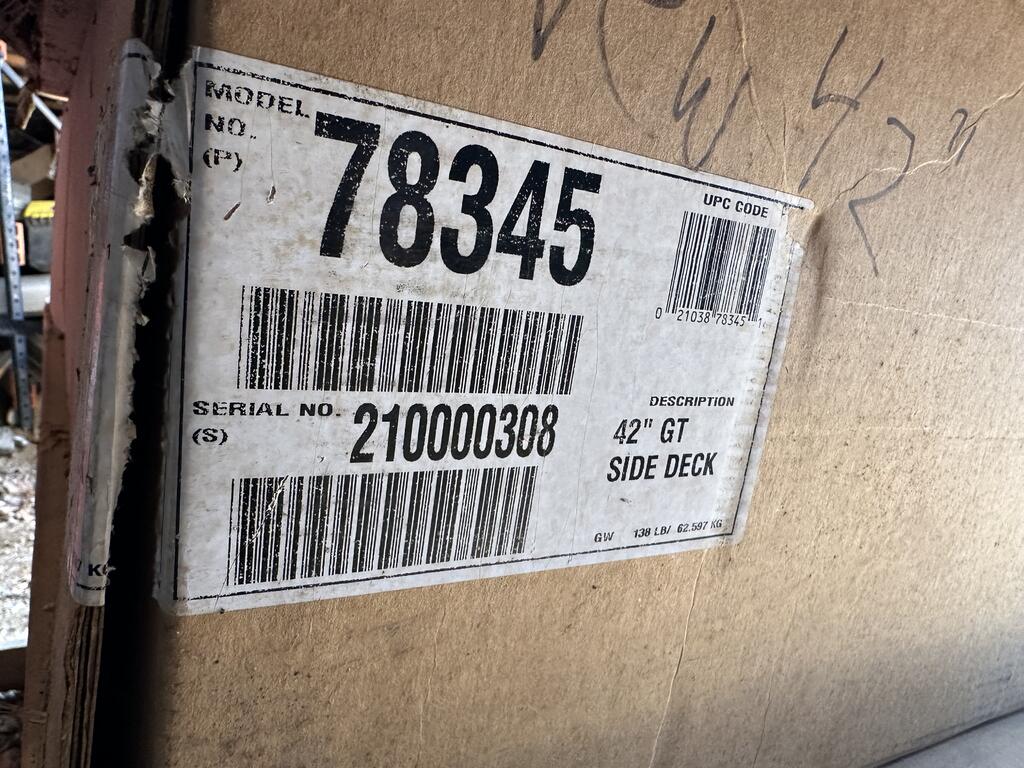 MODEL
NO.
(P)
78345
UPC CODE
0 21038 78345
SERIAL NO.
(S)
210000308
DESCRIPTION
42" GT
SIDE DECK
GW 138 LB/ 62.597 KG
42"